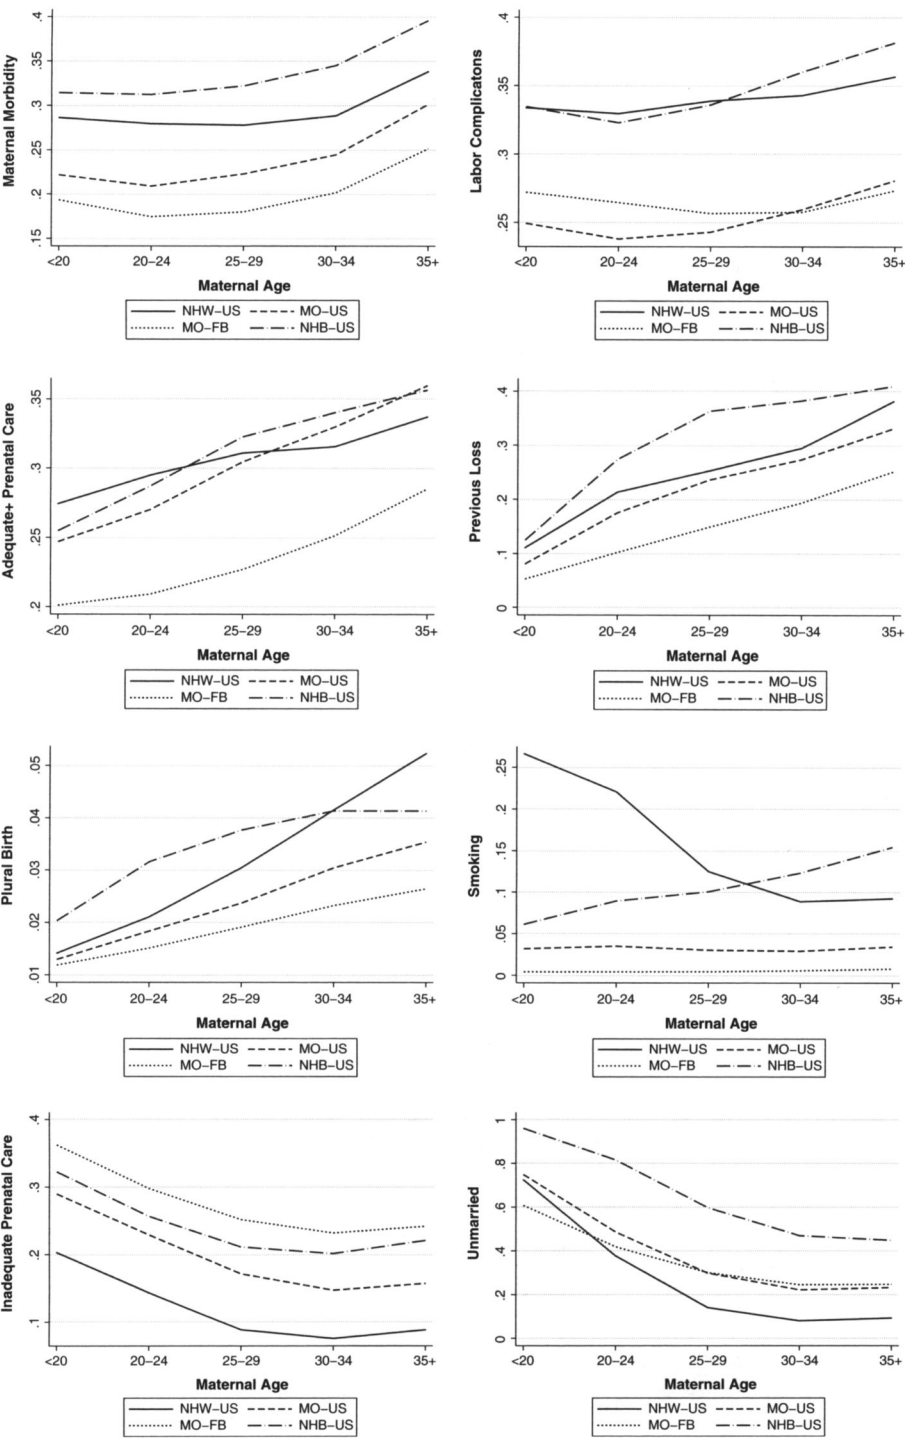 Maternal Morbidity
.4
.35
.3
.25
.2
.15
<20 20–24 25–29 30–34 35+
Maternal Age
NHW–US MO–US
MO–FB NHB–US
Labor Complicatons
.4
.35
.3
.25
<20 20–24 25–29 30–34 35+
Maternal Age
NHW–US MO–US
MO–FB NHB–US
Adequate+ Prenatal Care
.35
.3
.25
.2
<20 20–24 25–29 30–34 35+
Maternal Age
NHW–US MO–US
MO–FB NHB–US
Previous Loss
.4
.3
.2
.1
0
<20 20–24 25–29 30–34 35+
Maternal Age
NHW–US MO–US
MO–FB NHB–US
Plural Birth
.05
.04
.03
.02
.01
<20 20–24 25–29 30–34 35+
Maternal Age
NHW–US MO–US
MO–FB NHB–US
Smoking
.25
.2
.15
.1
.05
0
<20 20–24 25–29 30–34 35+
Maternal Age
NHW–US MO–US
MO–FB NHB–US
Inadequate Prenatal Care
.4
.3
.2
.1
<20 20–24 25–29 30–34 35+
Maternal Age
NHW–US MO–US
MO–FB NHB–US
Unmarried
1
.8
.6
.4
.2
0
<20 20–24 25–29 30–34 35+
Maternal Age
NHW–US MO–US
MO–FB NHB–US